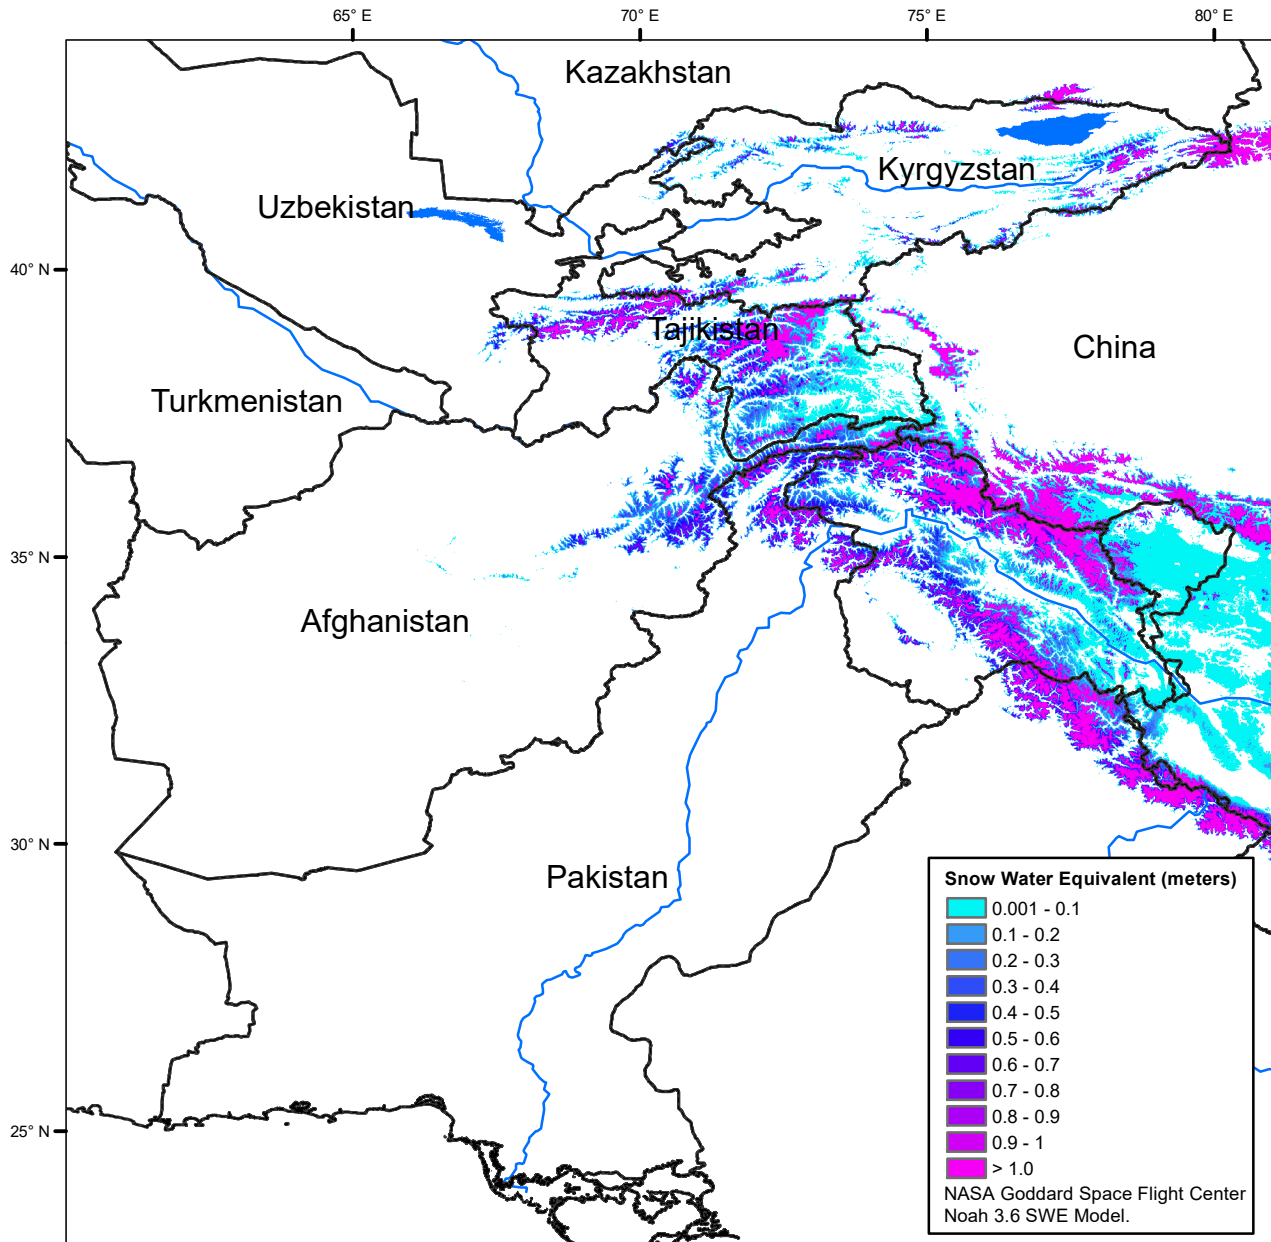 65° E
70° E
75° E
80° E
Kazakhstan
Kyrgyzstan
Uzbekistan
40° N
Tajikistan
China
Turkmenistan
35° N
Afghanistan
30° N
Pakistan
25° N
Snow Water Equivalent (meters)
0.001 - 0.1
0.1 - 0.2
0.2 - 0.3
0.3 - 0.4
0.4 - 0.5
0.5 - 0.6
0.6 - 0.7
0.7 - 0.8
0.8 - 0.9
0.9 - 1
> 1.0
NASA Goddard Space Flight Center
Noah 3.6 SWE Model.